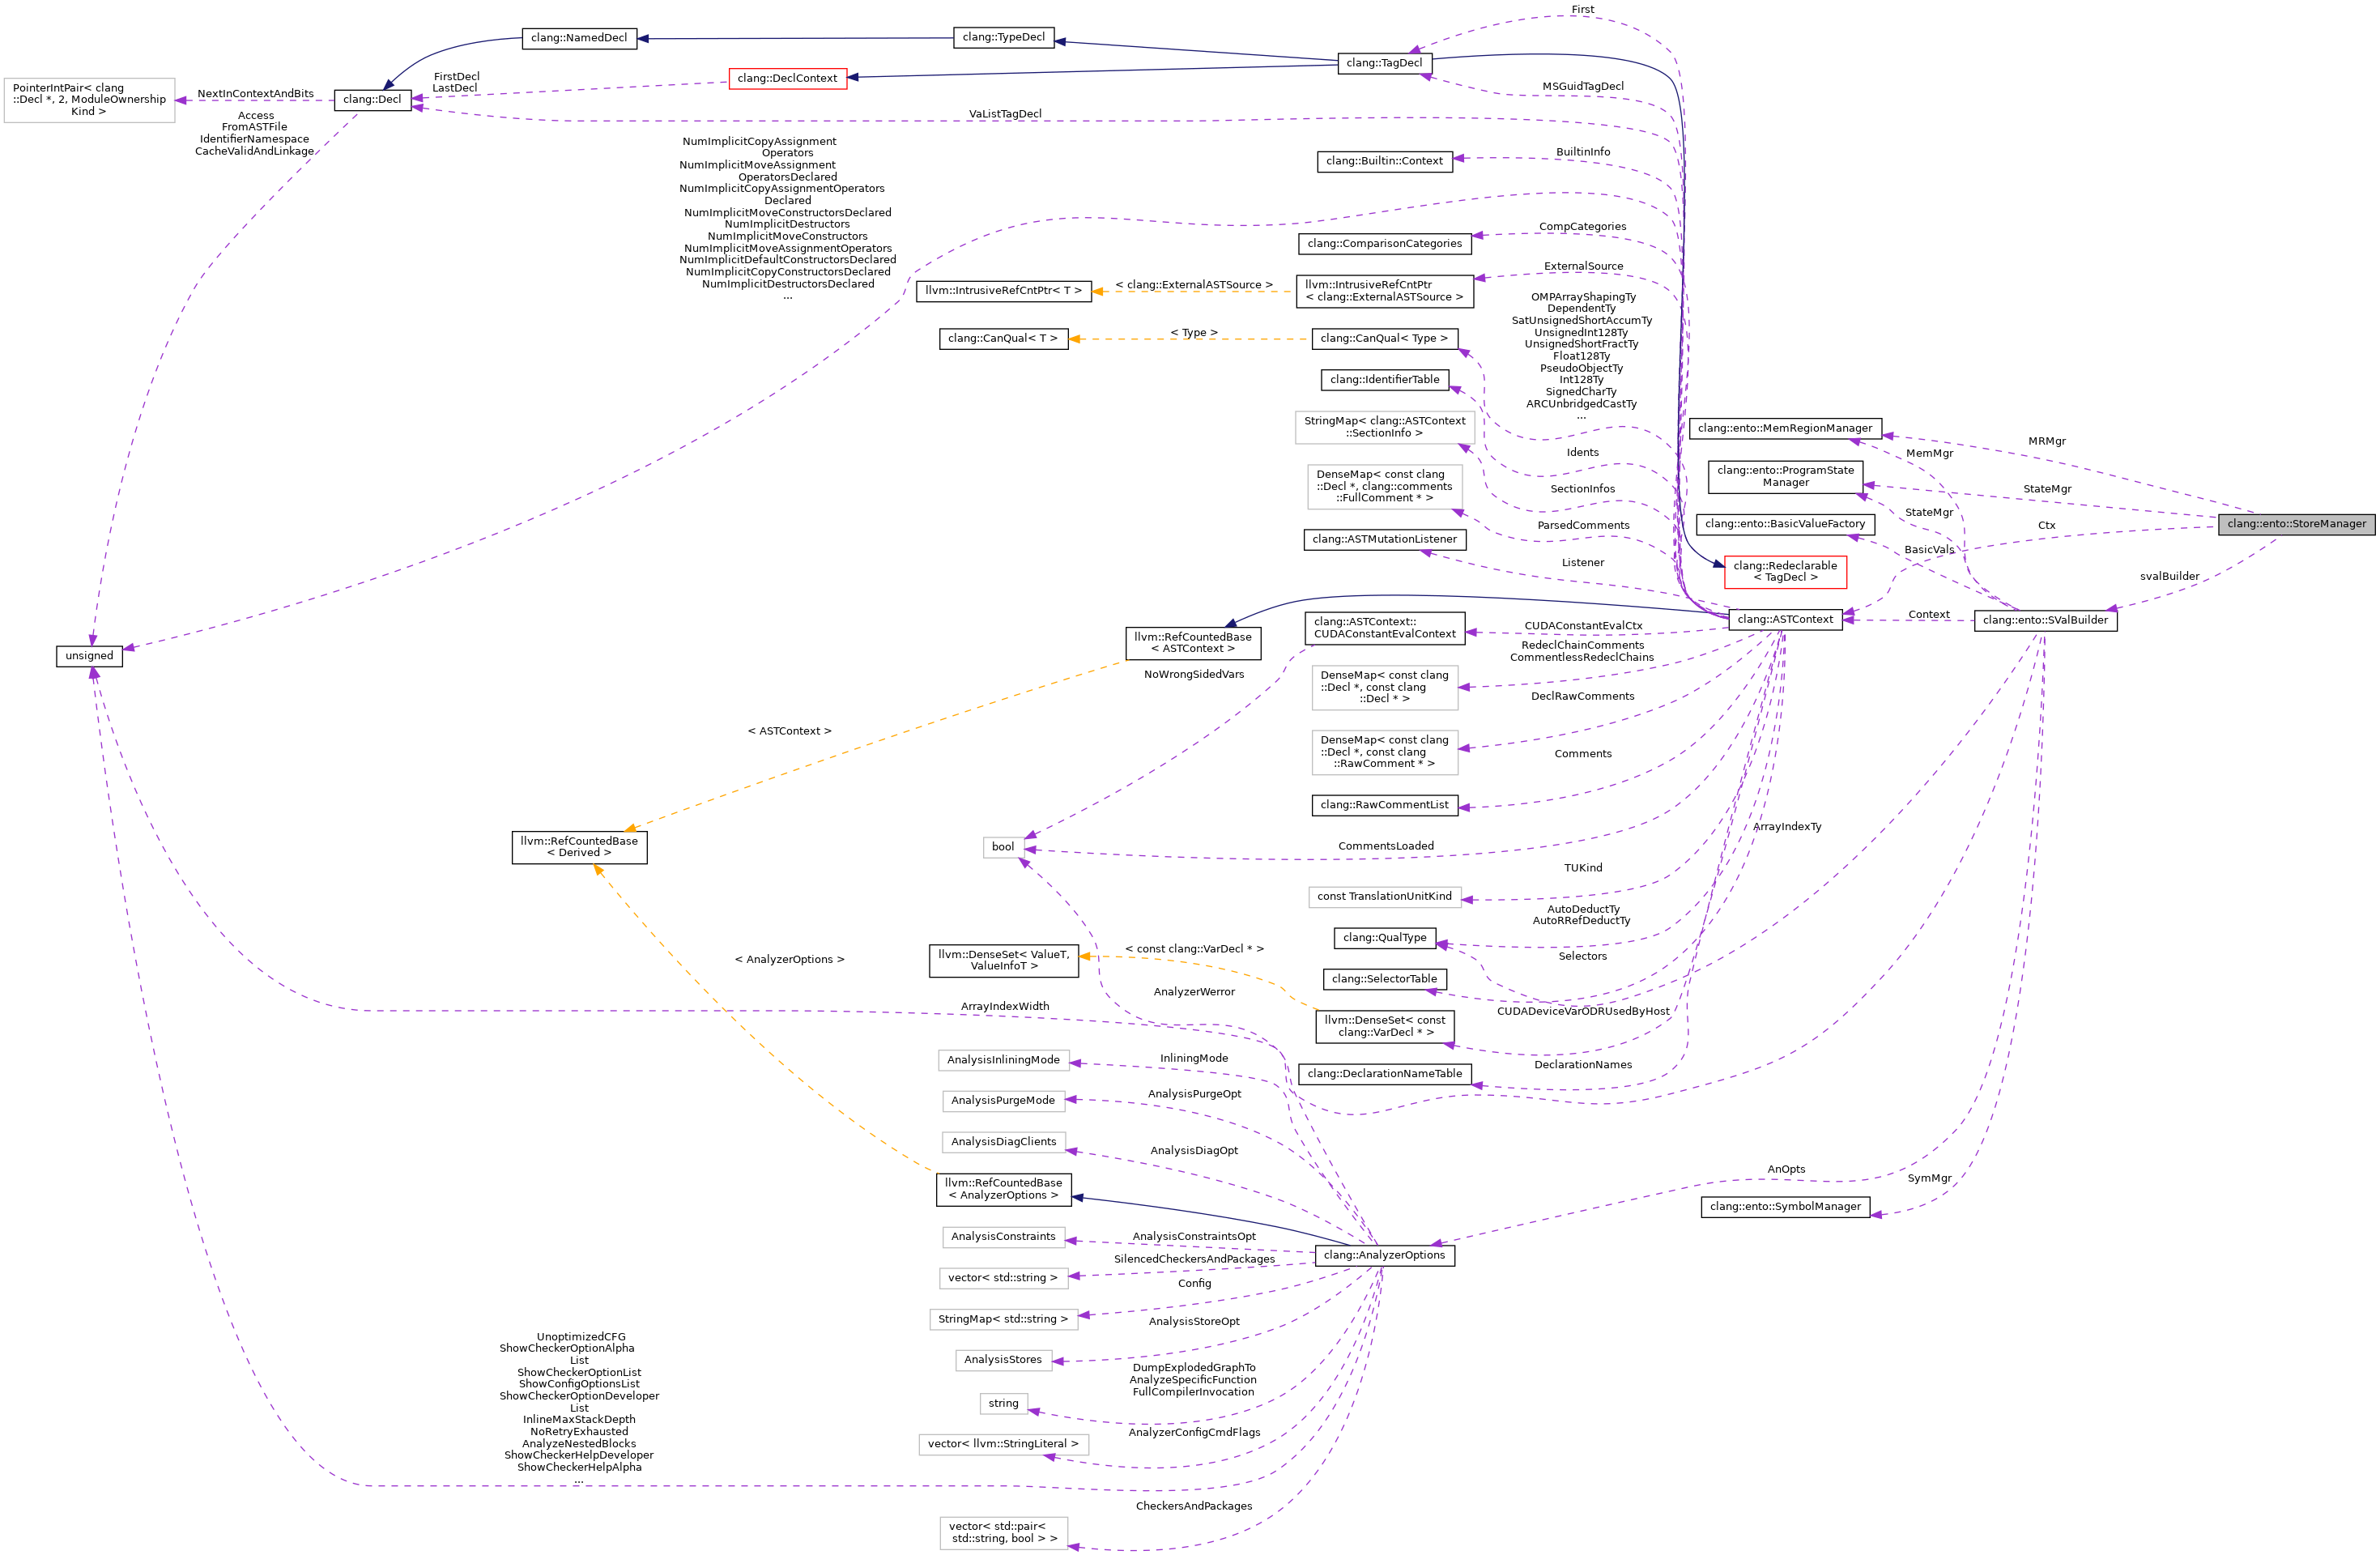 First
clang::NamedDecl
clang::TypeDecl
clang::TagDecl
clang::DeclContext
FirstDecl
LastDecl
PointerIntPair< clang
::Decl *, 2, ModuleOwnership
Kind >
NextInContextAndBits
clang::Decl
MSGuidTagDecl
VaListTagDecl
Access
FromASTFile
IdentifierNamespace
CacheValidAndLinkage
NumImplicitCopyAssignment
Operators
NumImplicitMoveAssignment
OperatorsDeclared
NumImplicitCopyAssignmentOperators
Declared
NumImplicitMoveConstructorsDeclared
NumImplicitDestructors
NumImplicitMoveConstructors
NumImplicitMoveAssignmentOperators
NumImplicitDefaultConstructorsDeclared
NumImplicitCopyConstructorsDeclared
NumImplicitDestructorsDeclared
...
clang::Builtin::Context
BuiltinInfo
clang::ComparisonCategories
CompCategories
llvm::IntrusiveRefCntPtr< T >
< clang::ExternalASTSource >
llvm::IntrusiveRefCntPtr
< clang::ExternalASTSource >
ExternalSource
clang::CanQual< T >
< Type >
clang::CanQual< Type >
OMPArrayShapingTy
DependentTy
SatUnsignedShortAccumTy
UnsignedInt128Ty
UnsignedShortFractTy
Float128Ty
PseudoObjectTy
Int128Ty
SignedCharTy
ARCUnbridgedCastTy
...
clang::IdentifierTable
Idents
StringMap< clang::ASTContext
::SectionInfo >
SectionInfos
DenseMap< const clang
::Decl *, clang::comments
::FullComment * >
ParsedComments
clang::ASTMutationListener
Listener
clang::ento::MemRegionManager
MRMgr
MemMgr
clang::ento::ProgramState
Manager
StateMgr
StateMgr
clang::ento::BasicValueFactory
BasicVals
Ctx
clang::ento::StoreManager
clang::Redeclarable
< TagDecl >
svalBuilder
clang::ASTContext
Context
clang::ento::SValBuilder
llvm::RefCountedBase
< ASTContext >
clang::ASTContext::
CUDAConstantEvalContext
CUDAConstantEvalCtx
unsigned
NoWrongSidedVars
RedeclChainComments
CommentlessRedeclChains
DenseMap< const clang
::Decl *, const clang
::Decl * >
DeclRawComments
< ASTContext >
DenseMap< const clang
::Decl *, const clang
::RawComment * >
Comments
clang::RawCommentList
llvm::RefCountedBase
< Derived >
bool
CommentsLoaded
ArrayIndexTy
TUKind
const TranslationUnitKind
AutoDeductTy
AutoRRefDeductTy
clang::QualType
< AnalyzerOptions >
llvm::DenseSet< ValueT,
ValueInfoT >
< const clang::VarDecl * >
Selectors
clang::SelectorTable
AnalyzerWerror
ArrayIndexWidth
llvm::DenseSet< const
clang::VarDecl * >
CUDADeviceVarODRUsedByHost
AnalysisInliningMode
InliningMode
clang::DeclarationNameTable
DeclarationNames
AnalysisPurgeMode
AnalysisPurgeOpt
AnalysisDiagClients
AnalysisDiagOpt
llvm::RefCountedBase
< AnalyzerOptions >
AnOpts
SymMgr
clang::ento::SymbolManager
AnalysisConstraints
AnalysisConstraintsOpt
clang::AnalyzerOptions
SilencedCheckersAndPackages
vector< std::string >
Config
StringMap< std::string >
AnalysisStoreOpt
AnalysisStores
UnoptimizedCFG
ShowCheckerOptionAlpha
List
ShowCheckerOptionList
ShowConfigOptionsList
ShowCheckerOptionDeveloper
List
InlineMaxStackDepth
NoRetryExhausted
AnalyzeNestedBlocks
ShowCheckerHelpDeveloper
ShowCheckerHelpAlpha
...
DumpExplodedGraphTo
AnalyzeSpecificFunction
FullCompilerInvocation
string
AnalyzerConfigCmdFlags
vector< llvm::StringLiteral >
CheckersAndPackages
vector< std::pair<
std::string, bool > >